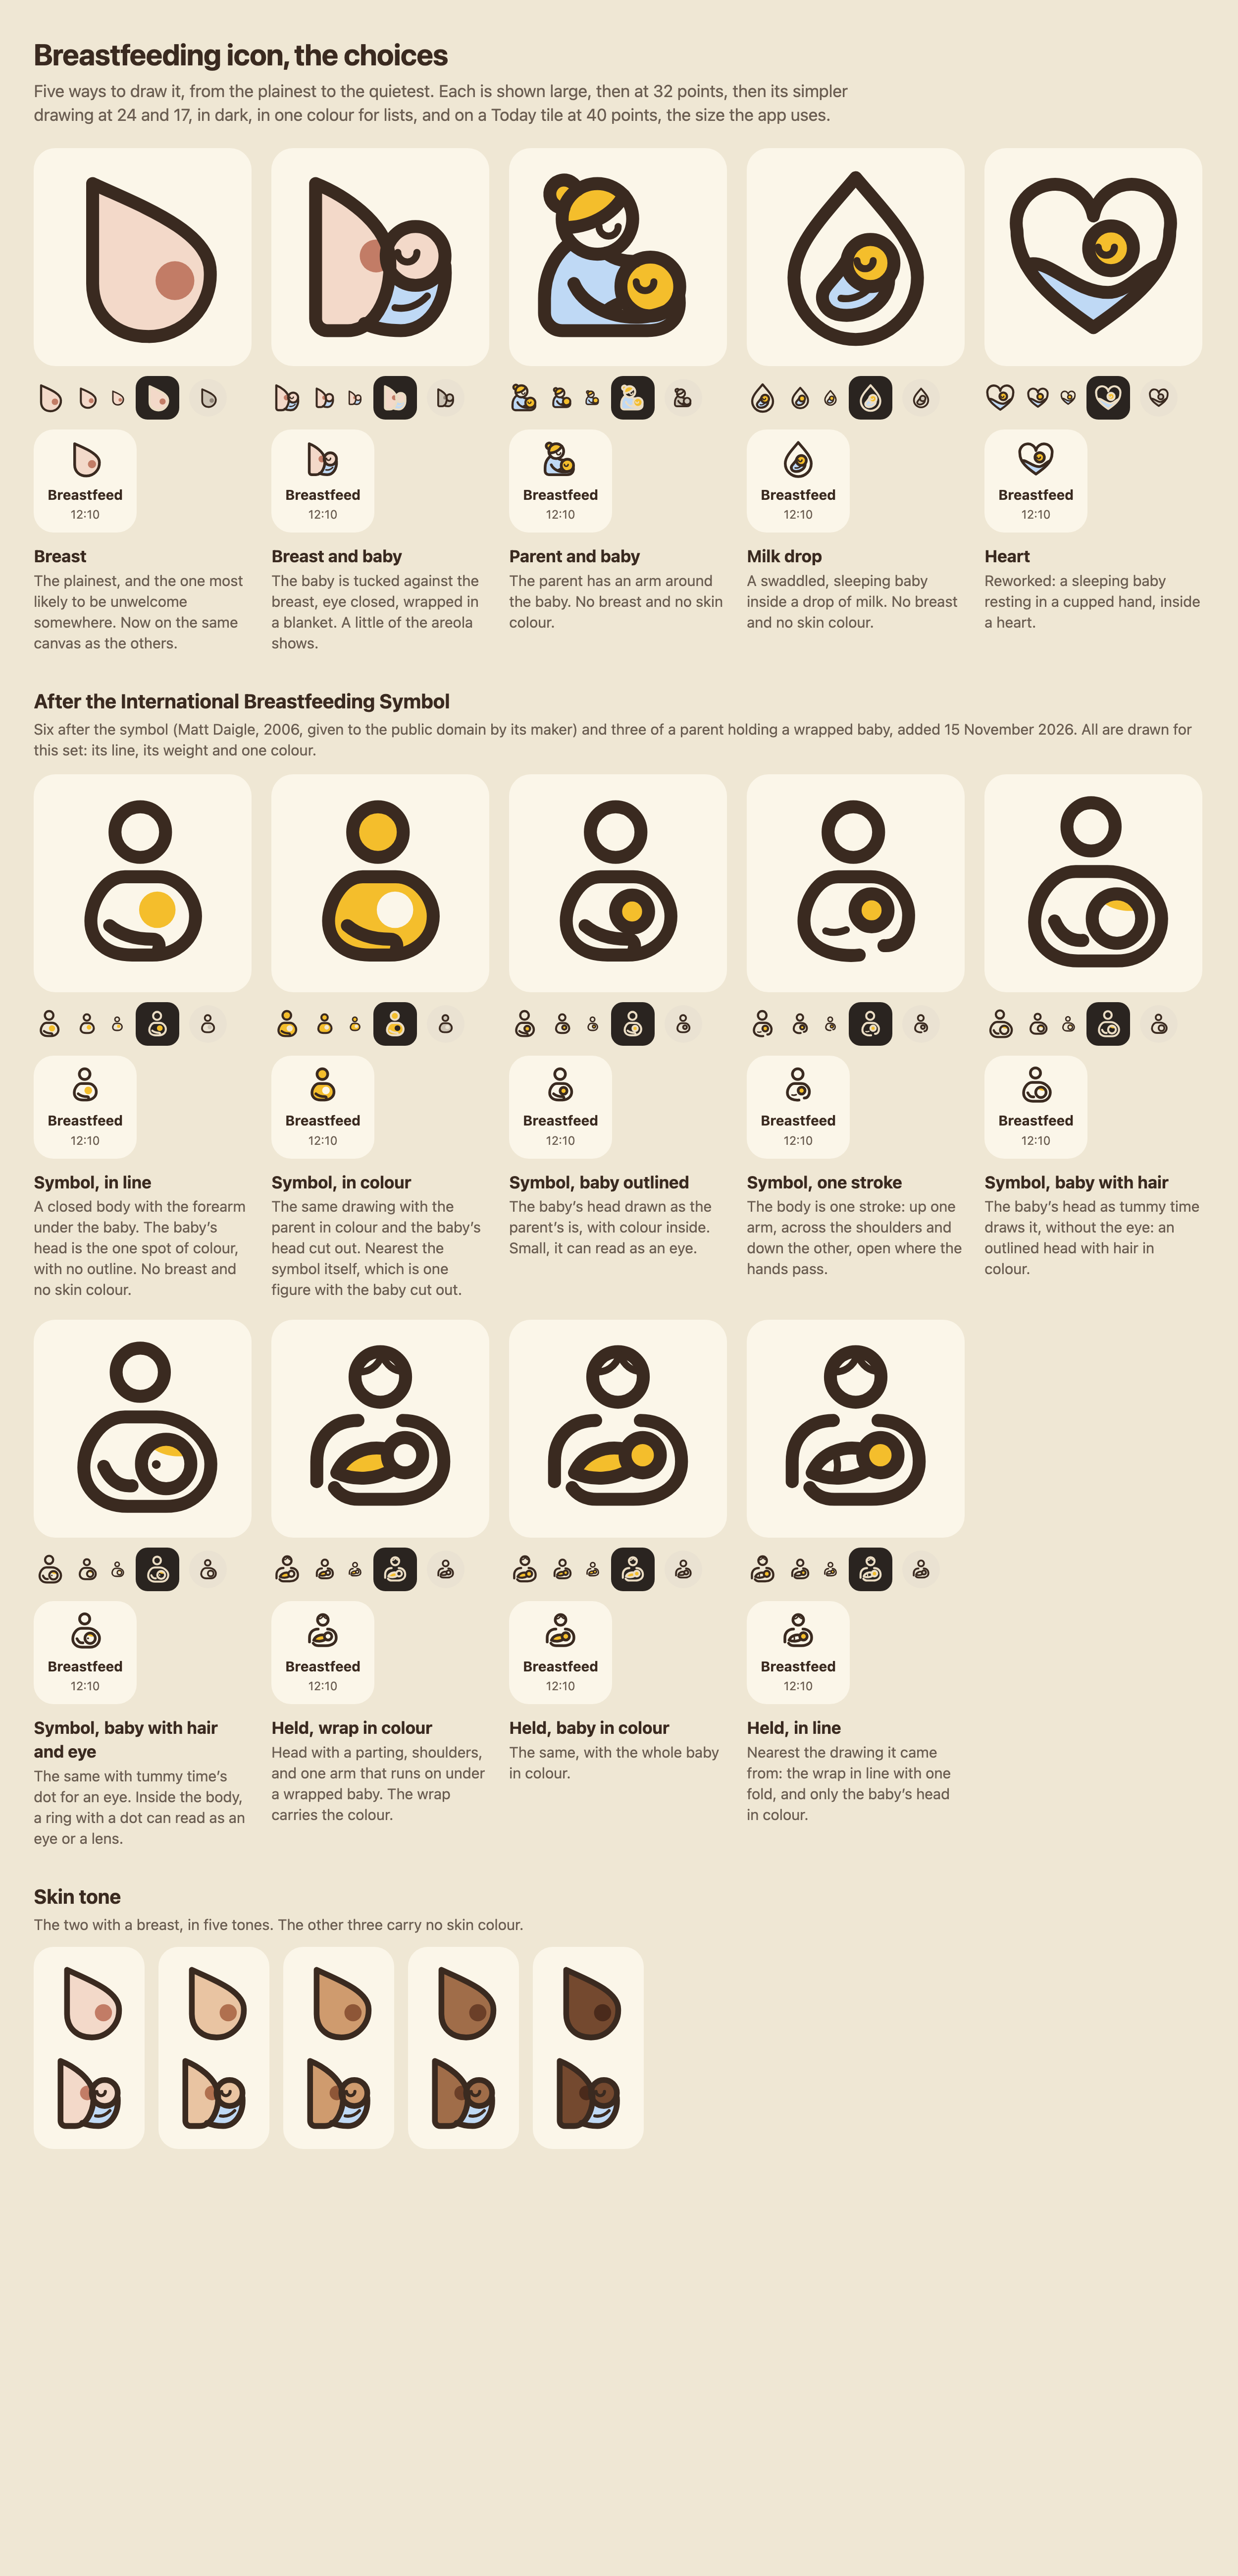 Breastfeeding icon, the choices
Five ways to draw it, from the plainest to the quietest. Each is shown large, then at 32 points, then its simpler
drawing at 24 and 17, in dark, in one colour for lists, and on a Today tile at 40 points, the size the app uses.
Breastfeed
12:10
Breastfeed
12:10
Breastfeed
12:10
Breastfeed
12:10
Breastfeed
12:10
Breast
The plainest, and the one most
likely to be unwelcome
somewhere. Now on the same
canvas as the others.
Breast and baby
The baby is tucked against the
breast, eye closed, wrapped in
a blanket. A little of the areola
shows.
Parent and baby
The parent has an arm around
the baby. No breast and no skin
colour.
Milk drop
A swaddled, sleeping baby
inside a drop of milk. No breast
and no skin colour.
Heart
Reworked: a sleeping baby
resting in a cupped hand, inside
a heart.
After the International Breastfeeding Symbol
Six after the symbol (Matt Daigle, 2006, given to the public domain by its maker) and three of a parent holding a wrapped baby, added 15 November 2026. All are drawn for
this set: its line, its weight and one colour.
Breastfeed
12:10
Breastfeed
12:10
Breastfeed
12:10
Breastfeed
12:10
Breastfeed
12:10
Symbol, in line
A closed body with the forearm
under the baby. The baby’s
head is the one spot of colour,
with no outline. No breast and
no skin colour.
Symbol, in colour
The same drawing with the
parent in colour and the baby’s
head cut out. Nearest the
symbol itself, which is one
figure with the baby cut out.
Symbol, baby outlined
The baby’s head drawn as the
parent’s is, with colour inside.
Small, it can read as an eye.
Symbol, one stroke
The body is one stroke: up one
arm, across the shoulders and
down the other, open where the
hands pass.
Symbol, baby with hair
The baby’s head as tummy time
draws it, without the eye: an
outlined head with hair in
colour.
Breastfeed
12:10
Breastfeed
12:10
Breastfeed
12:10
Breastfeed
12:10
Symbol, baby with hair
and eye
The same with tummy time’s
dot for an eye. Inside the body,
a ring with a dot can read as an
eye or a lens.
Held, wrap in colour
Head with a parting, shoulders,
and one arm that runs on under
a wrapped baby. The wrap
carries the colour.
Held, baby in colour
The same, with the whole baby
in colour.
Held, in line
Nearest the drawing it came
from: the wrap in line with one
fold, and only the baby’s head
in colour.
Skin tone
The two with a breast, in five tones. The other three carry no skin colour.